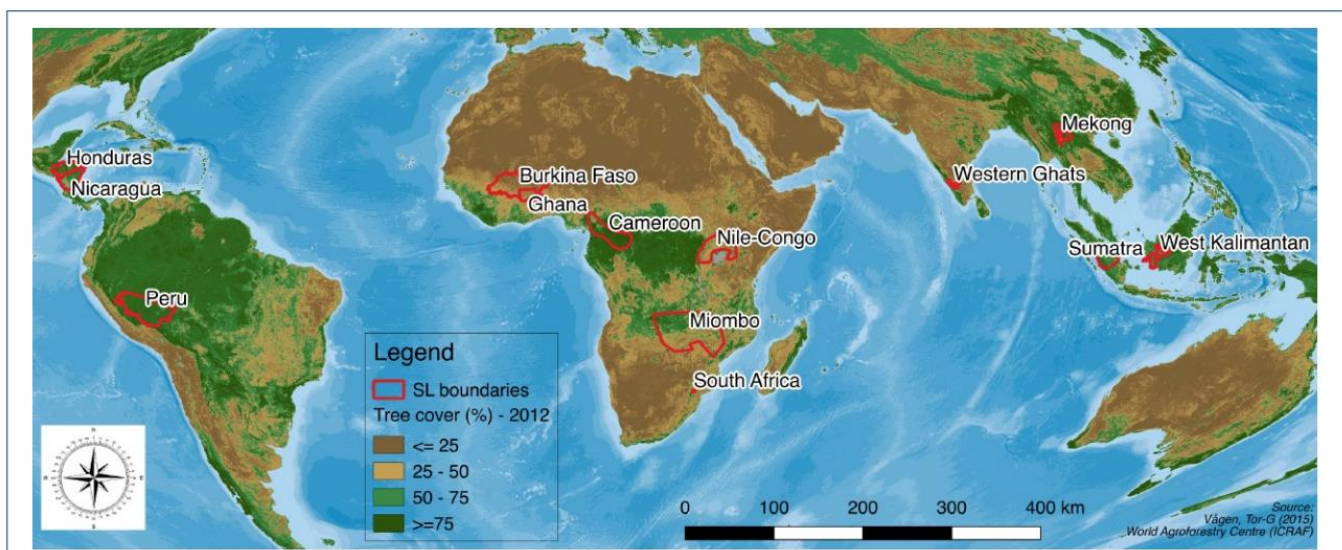 Mekong
Honduras
Burkina Faso
Western Ghats
Nicaragua
Ghana
Cameroon
Nile-Congo
Sumatra
West Kalimantan
Peru
Miombo
South Africa
Legend
SL boundaries
Tree cover (%) - 2012
<= 25
25 - 50
50 - 75
>=75
0 100 200 300 400 km
Source:
Vågen, Tor-G (2015)
World Agroforestry Centre (ICRAF)